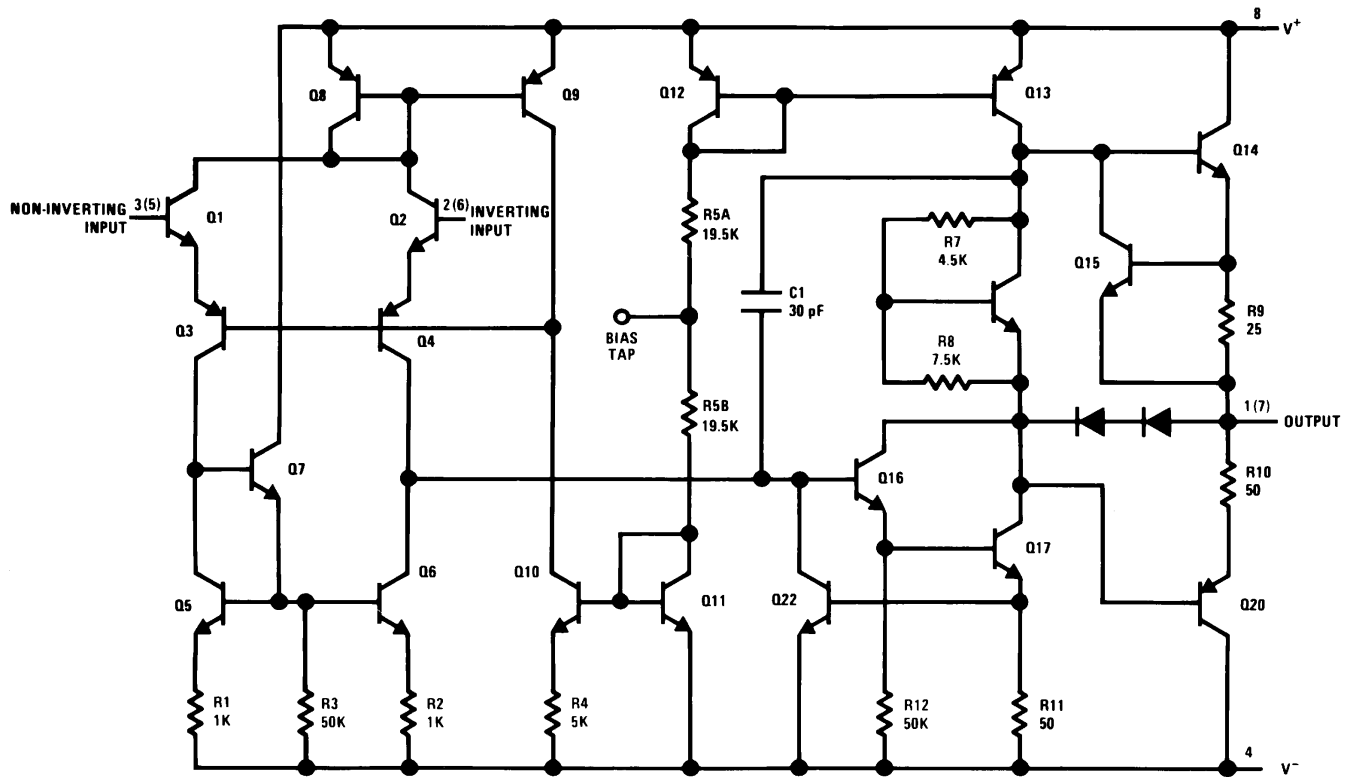 8
V+
Q8
Q9
Q12
Q13
Q14
NON-INVERTING
INPUT
3(5)
Q1
Q2
2(6)
INVERTING
INPUT
R5A
19.5K
R7
4.5K
Q15
C1
30 pF
R9
25
Q3
Q4
BIAS
TAP
R8
7.5K
R5B
19.5K
1(7)
OUTPUT
Q7
Q16
R10
50
Q17
Q5
Q6
Q10
Q11
Q22
Q20
R1
1K
R3
50K
R2
1K
R4
5K
R12
50K
R11
50
4
V-